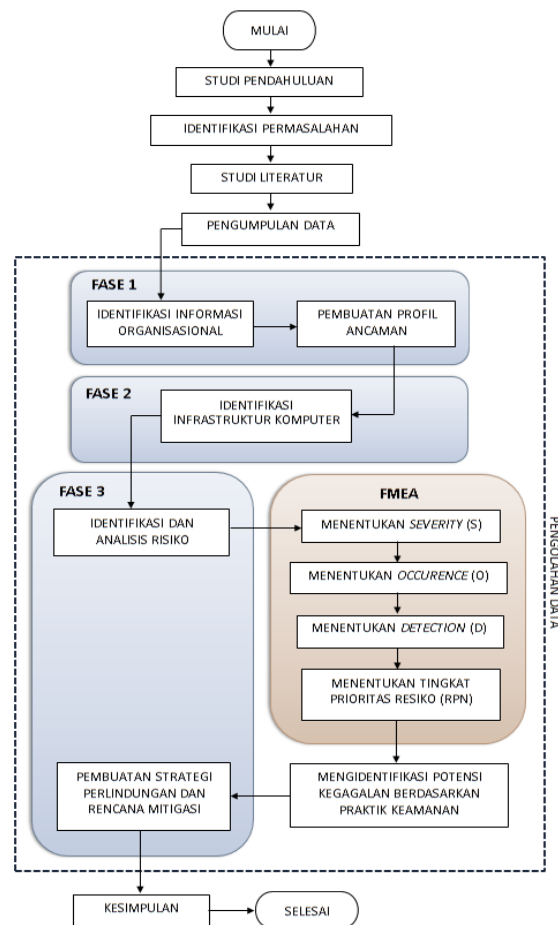 MULAI
STUDI PENDAHULUAN
IDENTIFIKASI PERMASALAHAN
STUDI LITERATUR
PENGUMPULAN DATA
FASE 1
IDENTIFIKASI INFORMASI
ORGANISASIONAL
PEMBUATAN PROFIL
ANCAMAN
FASE 2
IDENTIFIKASI
INFRASTRUKTUR KOMPUTER
FASE 3
IDENTIFIKASI DAN
ANALISIS RISIKO
FMEA
MENENTUKAN SEVERITY (S)
MENENTUKAN OCCURENCE (O)
MENENTUKAN DETECTION (D)
MENENTUKAN TINGKAT
PRIORITAS RESIKO (RPN)
MENGIDENTIFIKASI POTENSI
KEGAGALAN BERDASARKAN
PRAKTIK KEAMANAN
PEMBUATAN STRATEGI
PERLINDUNGAN DAN
RENCANA MITIGASI
PENGOLAHAN DATA
KESIMPULAN
SELESAI